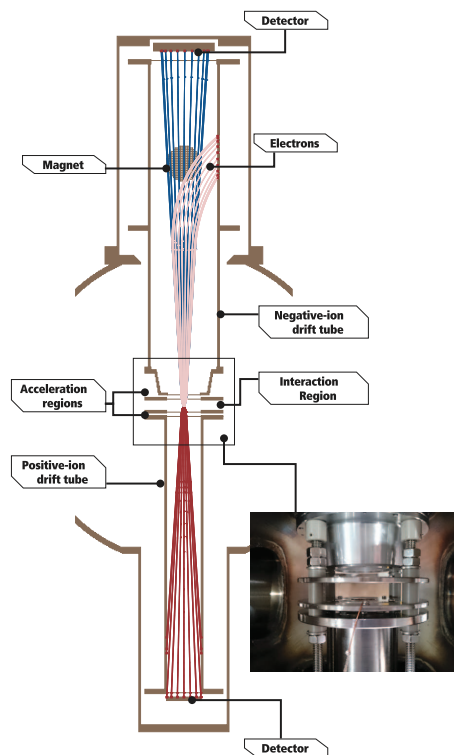 Detector
Magnet
Electrons
Negative-ion
drift tube
Acceleration
regions
Interaction
Region
Positive-ion
drift tube
Detector